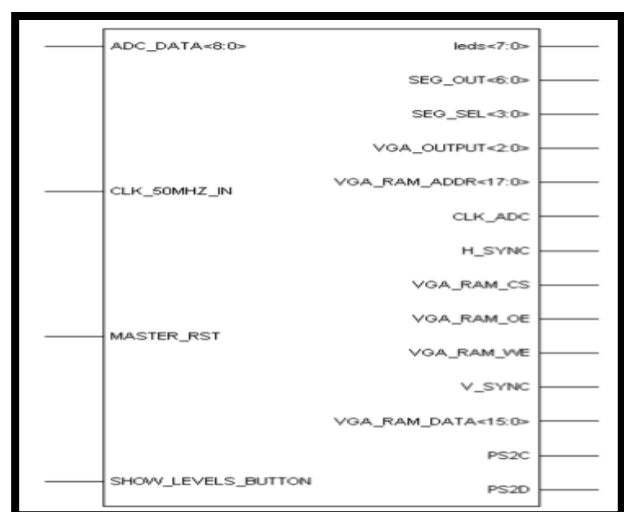 ADC_DATA<8:0>
CLK_50MHZ_IN
MASTER_RST
SHOW_LEVELS_BUTTON
leds<7:0>
SEG_OUT<6:0>
SEG_SEL<3:0>
VGA_OUTPUT<2:0>
VGA_RAM_ADDR<17:0>
CLK_ADC
H_SYNC
VGA_RAM_CS
VGA_RAM_OE
VGA_RAM_WE
V_SYNC
VGA_RAM_DATA<15:0>
PS2C
PS2D